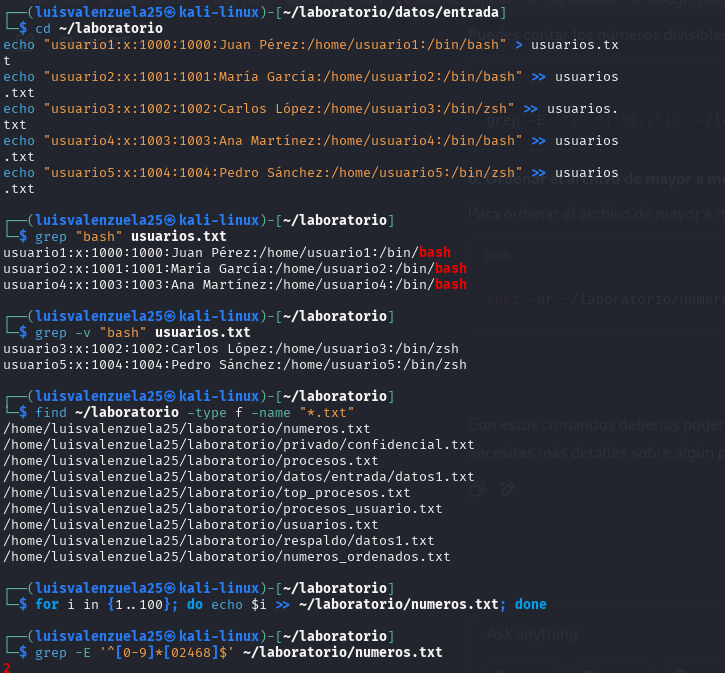 ┌──(luisvalenzuela25㉿kali-linux)-[~/laboratorio/datos/entrada]
└─$ cd ~/laboratorio
echo "usuario1:x:1000:1000:Juan Pérez:/home/usuario1:/bin/bash" > usuarios.tx
t
echo "usuario2:x:1001:1001:María García:/home/usuario2:/bin/bash" >> usuarios
.txt
echo "usuario3:x:1002:1002:Carlos López:/home/usuario3:/bin/zsh" >> usuarios.
txt
echo "usuario4:x:1003:1003:Ana Martínez:/home/usuario4:/bin/bash" >> usuarios
.txt
echo "usuario5:x:1004:1004:Pedro Sánchez:/home/usuario5:/bin/zsh" >> usuarios
.txt
┌──(luisvalenzuela25㉿kali-linux)-[~/laboratorio]
└─$ grep "bash" usuarios.txt
usuario1:x:1000:1000:Juan Pérez:/home/usuario1:/bin/bash
usuario2:x:1001:1001:María García:/home/usuario2:/bin/bash
usuario4:x:1003:1003:Ana Martínez:/home/usuario4:/bin/bash
┌──(luisvalenzuela25㉿kali-linux)-[~/laboratorio]
└─$ grep -v "bash" usuarios.txt
usuario3:x:1002:1002:Carlos López:/home/usuario3:/bin/zsh
usuario5:x:1004:1004:Pedro Sánchez:/home/usuario5:/bin/zsh
┌──(luisvalenzuela25㉿kali-linux)-[~/laboratorio]
└─$ find ~/laboratorio -type f -name "*.txt"
/home/luisvalenzuela25/laboratorio/numeros.txt
/home/luisvalenzuela25/laboratorio/privado/confidencial.txt
/home/luisvalenzuela25/laboratorio/procesos.txt
/home/luisvalenzuela25/laboratorio/datos/entrada/datos1.txt
/home/luisvalenzuela25/laboratorio/top_procesos.txt
/home/luisvalenzuela25/laboratorio/procesos_usuario.txt
/home/luisvalenzuela25/laboratorio/usuarios.txt
/home/luisvalenzuela25/laboratorio/respaldo/datos1.txt
/home/luisvalenzuela25/laboratorio/numeros_ordenados.txt
┌──(luisvalenzuela25㉿kali-linux)-[~/laboratorio]
└─$ for i in {1..100}; do echo $i >> ~/laboratorio/numeros.txt; done
┌──(luisvalenzuela25㉿kali-linux)-[~/laboratorio]
└─$ grep -E '^[0-9]*[02468]$' ~/laboratorio/numeros.txt
2
Puedes contar los números divisibles
grep -E
Ordenar el archivo de mayor a me
Para ordenar el archivo de mayor a m
bash
sort -nr ~/laboratorio/numero
Con estos comandos deberías poder
necesitas más detalles sobre algún p
Ask anything